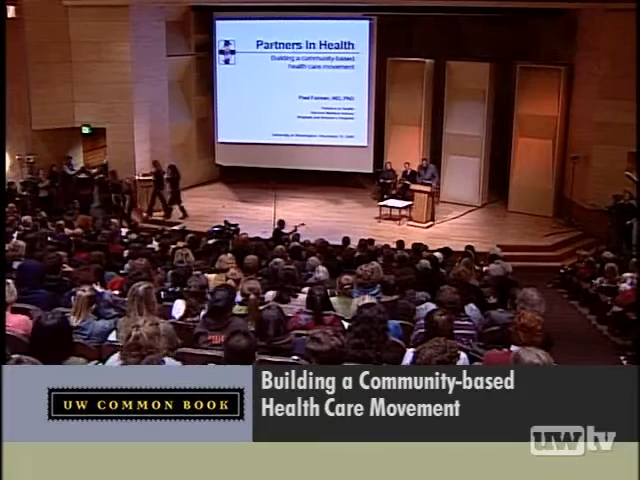 Partners In Health
Building a community-based
health care movement
Paul Farmer, MD, PhD
UW COMMON BOOK
Building a Community-based
Health Care Movement
uwtv